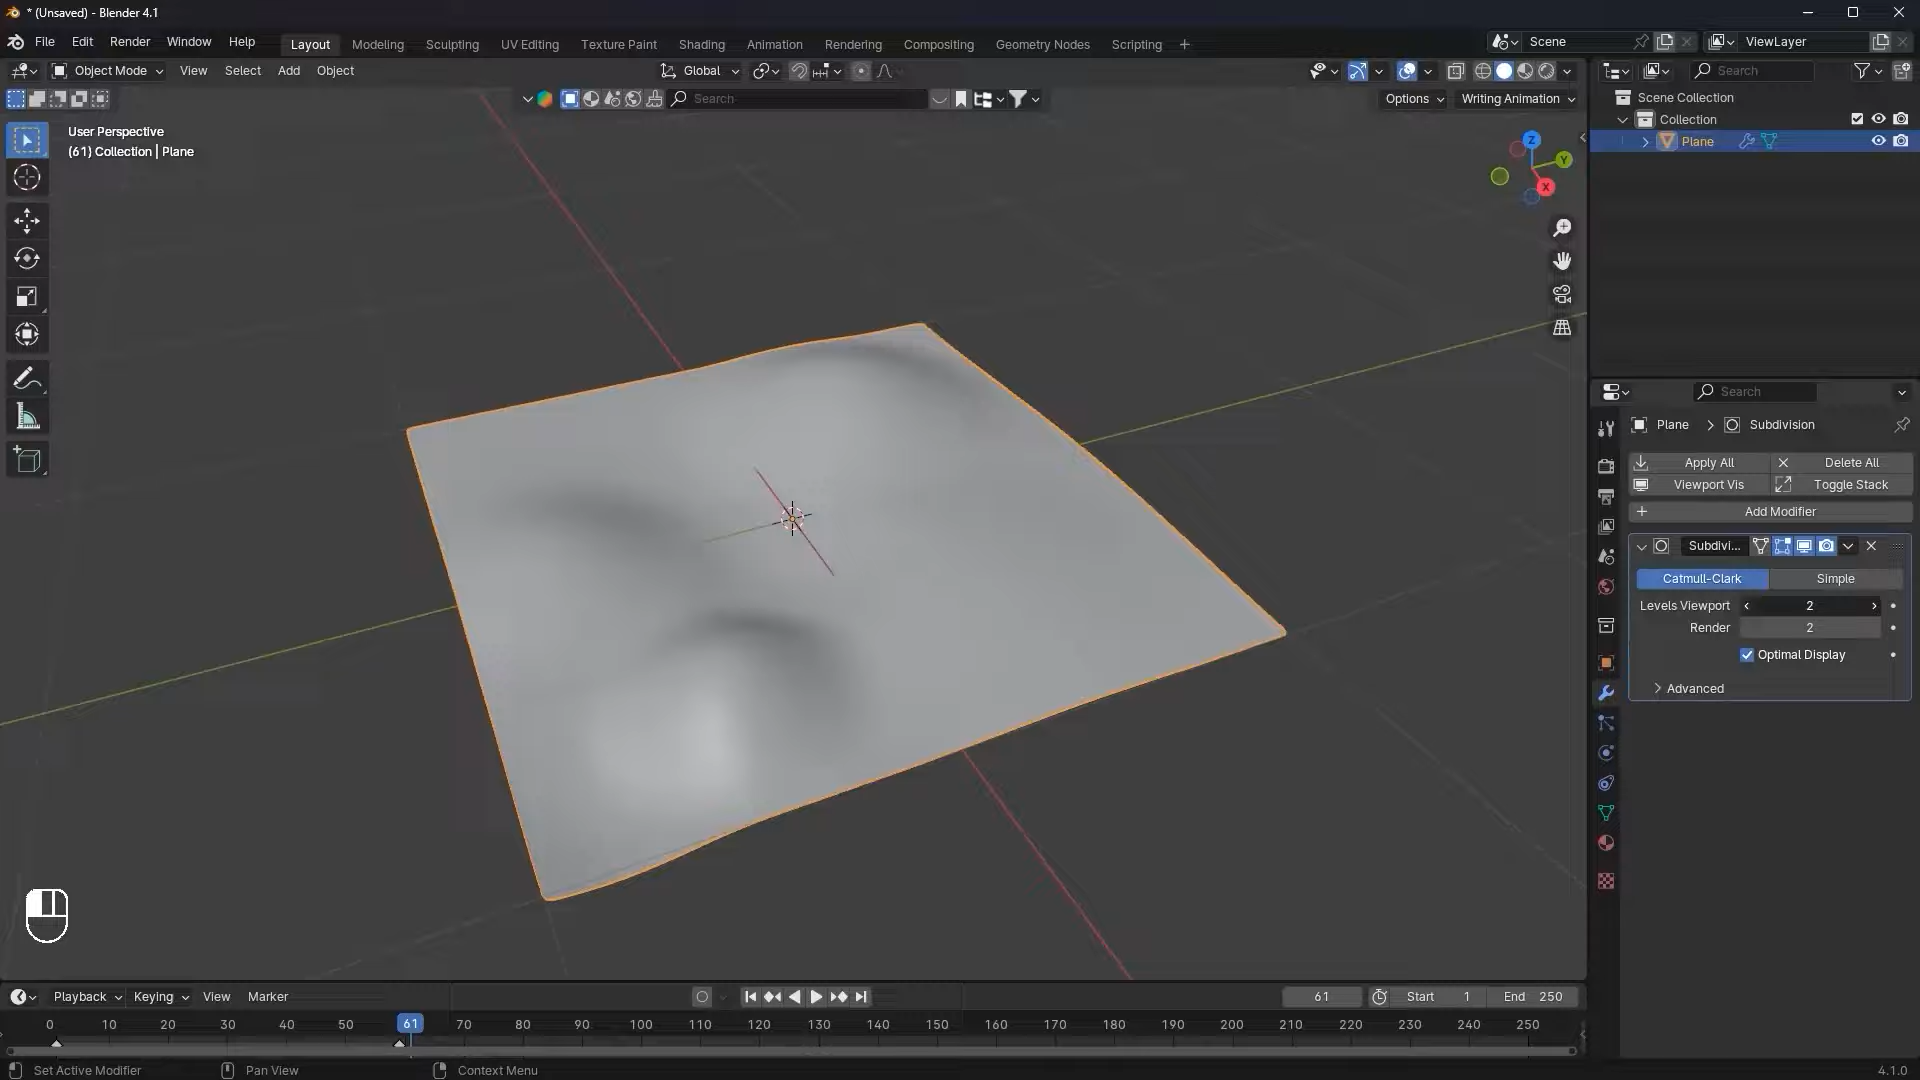 * (Unsaved) - Blender 4.1
File Edit Render Window Help Layout Modeling Sculpting UV Editing Texture Paint Shading Animation Rendering Compositing Geometry Nodes Scripting + Scene ViewLayer
Object Mode View Select Add Object Global Search
Search Options Writing Animation
Scene Collection
Collection
Plane
User Perspective
(61) Collection | Plane
Z
Y
X
Search
Plane > Subdivision
Apply All Delete All
Viewport Vis Toggle Stack
+ Add Modifier
Subdivi...
Catmull-Clark Simple
Levels Viewport 2
Render 2
Optimal Display
Advanced
Playback Keying View Marker 61 Start 1 End 250
0 10 20 30 40 50 61 70 80 90 100 110 120 130 140 150 160 170 180 190 200 210 220 230 240 250
Set Active Modifier Pan View Context Menu 4.1.0